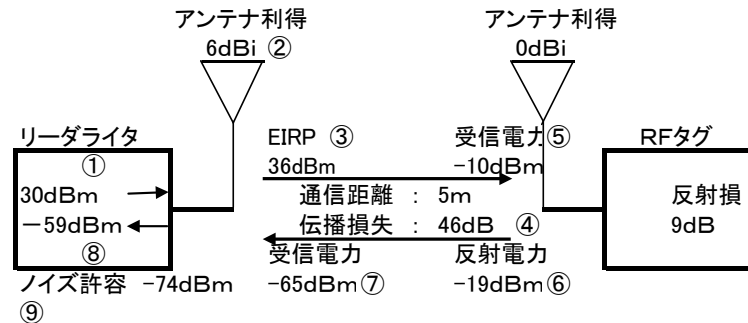 アンテナ利得 アンテナ利得
6dBi ② 0dBi
リーダライタ EIRP ③ 受信電力⑤ RFタグ
① 36dBm -10dBm
30dBm 通信距離 : 5m 反射損
-59dBm 伝播損失 : 46dB ④ 9dB
⑧ 受信電力 反射電力
ノイズ許容 -74dBm -65dBm⑦ -19dBm⑥
⑨